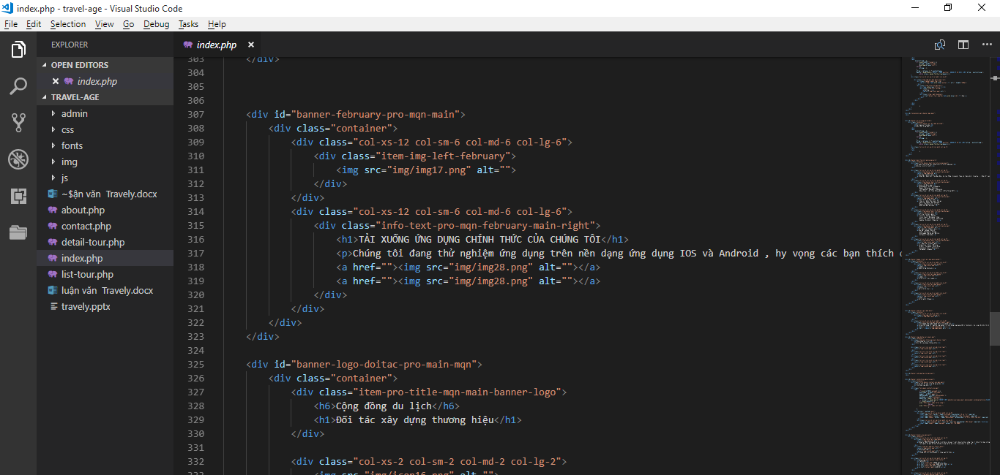 index.php - travel-age - Visual Studio Code
File Edit Selection View Go Debug Tasks Help
EXPLORER
OPEN EDITORS
index.php
TRAVEL-AGE
admin
css
fonts
img
js
~$ận văn  Travely.docx
about.php
contact.php
detail-tour.php
index.php
list-tour.php
luận văn  Travely.docx
travely.pptx
index.php
303 </div>
304
305
306
307 <div id="banner-february-pro-mqn-main">
308 <div class="container">
309 <div class="col-xs-12 col-sm-6 col-md-6 col-lg-6">
310 <div class="item-img-left-february">
311 <img src="img/img17.png" alt="">
312 </div>
313 </div>
314 <div class="col-xs-12 col-sm-6 col-md-6 col-lg-6">
315 <div class="info-text-pro-mqn-february-main-right">
316 <h1>TẢI XUỐNG ỨNG DỤNG CHÍNH THỨC CỦA CHÚNG TÔI</h1>
317 <p>Chúng tôi đang thử nghiệm ứng dụng trên nền dạng ứng dụng IOS và Android , hy vọng các bạn thích
318 <a href=""><img src="img/img28.png" alt=""></a>
319 <a href=""><img src="img/img28.png" alt=""></a>
320 </div>
321 </div>
322 </div>
323 </div>
324
325 <div id="banner-logo-doitac-pro-main-mqn">
326 <div class="container">
327 <div class="item-pro-title-mqn-main-banner-logo">
328 <h6>Cộng đồng du lịch</h6>
329 <h1>Đối tác xây dựng thương hiệu</h1>
330 </div>
331
332 <div class="col-xs-2 col-sm-2 col-md-2 col-lg-2">
333 <img src="img/icon16.png" alt="">